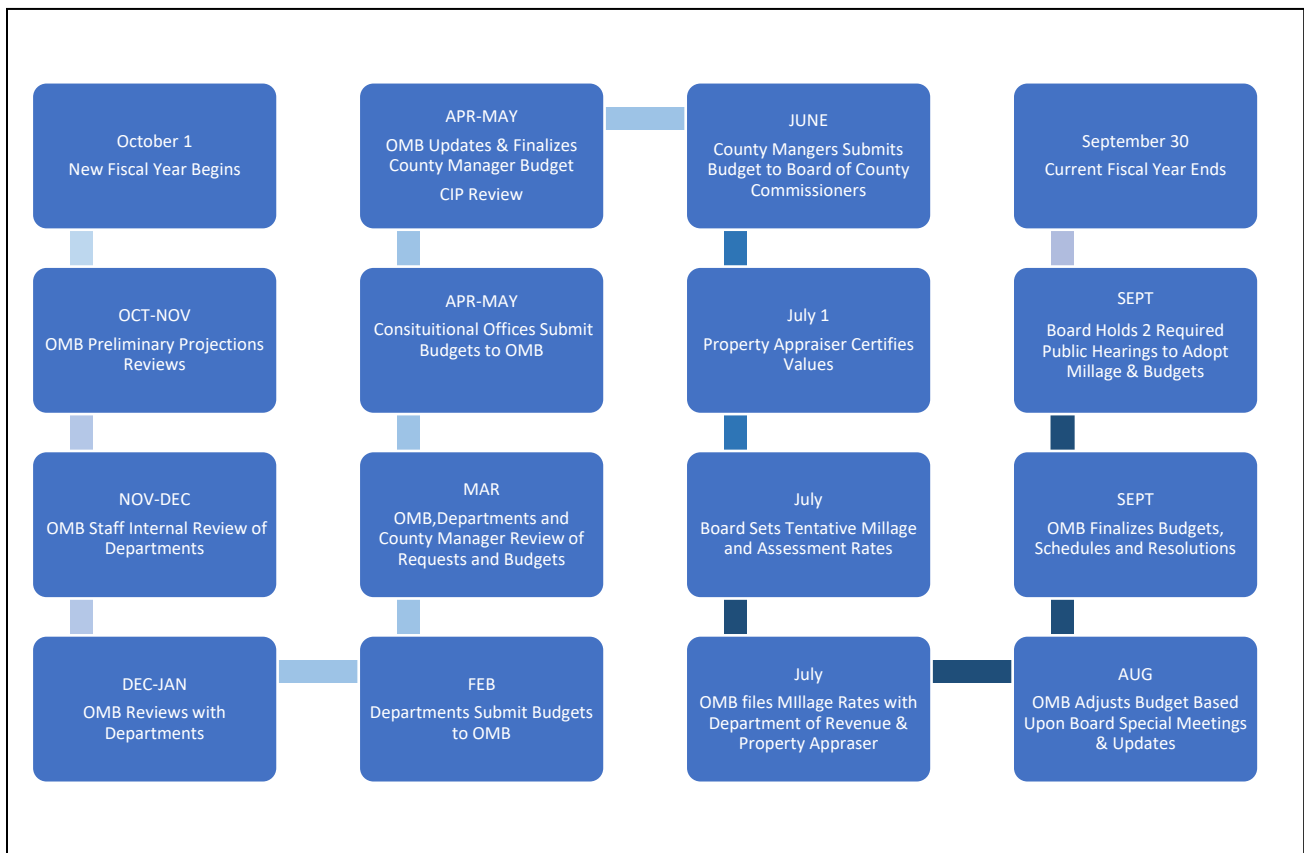 October 1
New Fiscal Year Begins
OCT-NOV
OMB Preliminary Projections
Reviews
NOV-DEC
OMB Staff Internal Review of
Departments
DEC-JAN
OMB Reviews with
Departments
FEB
Departments Submit Budgets
to OMB
MAR
OMB,Departments and
County Manager Review of
Requests and Budgets
APR-MAY
Consituitional Offices Submit
Budgets to OMB
APR-MAY
OMB Updates & Finalizes
County Manager Budget
CIP Review
JUNE
County Mangers Submits
Budget to Board of County
Commissioners
July 1
Property Appraiser Certifies
Values
July
Board Sets Tentative Millage
and Assessment Rates
July
OMB files MIllage Rates with
Department of Revenue &
Property Appraser
AUG
OMB Adjusts Budget Based
Upon Board Special Meetings
& Updates
SEPT
OMB Finalizes Budgets,
Schedules and Resolutions
SEPT
Board Holds 2 Required
Public Hearings to Adopt
Millage & Budgets
September 30
Current Fiscal Year Ends